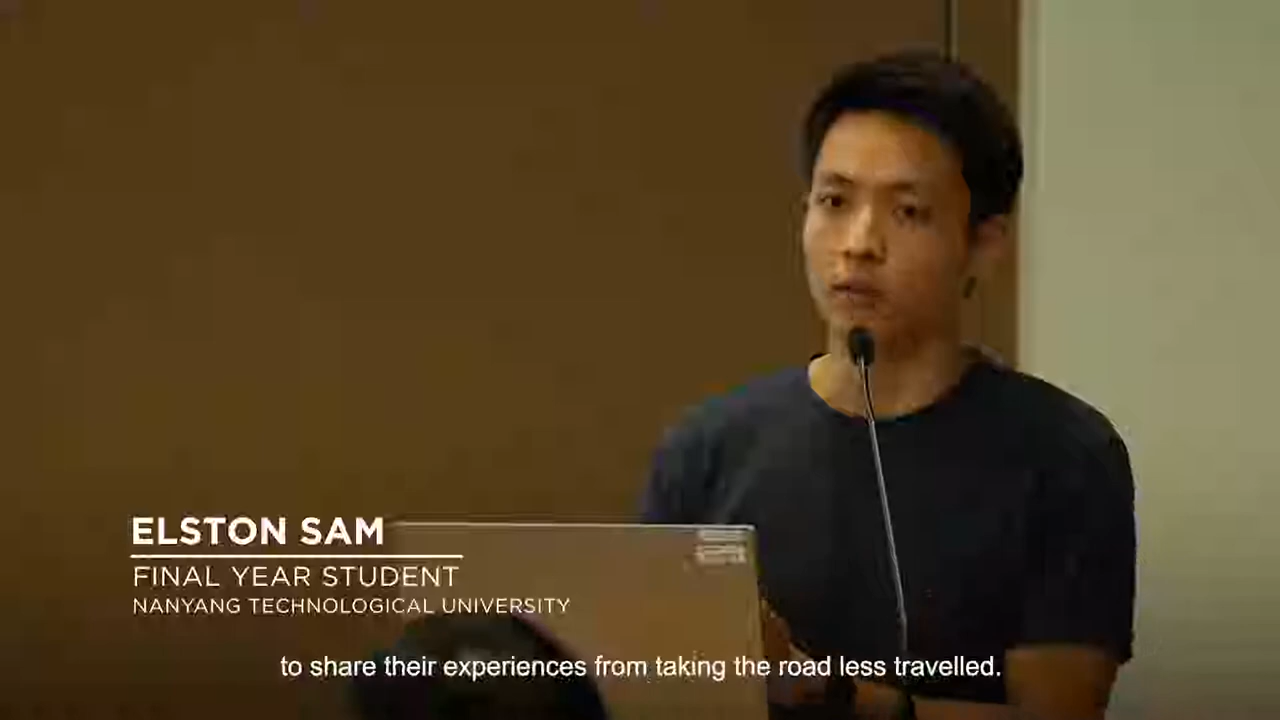 ELSTON SAM
FINAL YEAR STUDENT
NANYANG TECHNOLOGICAL UNIVERSITY
to share their experiences from taking the road less travelled.